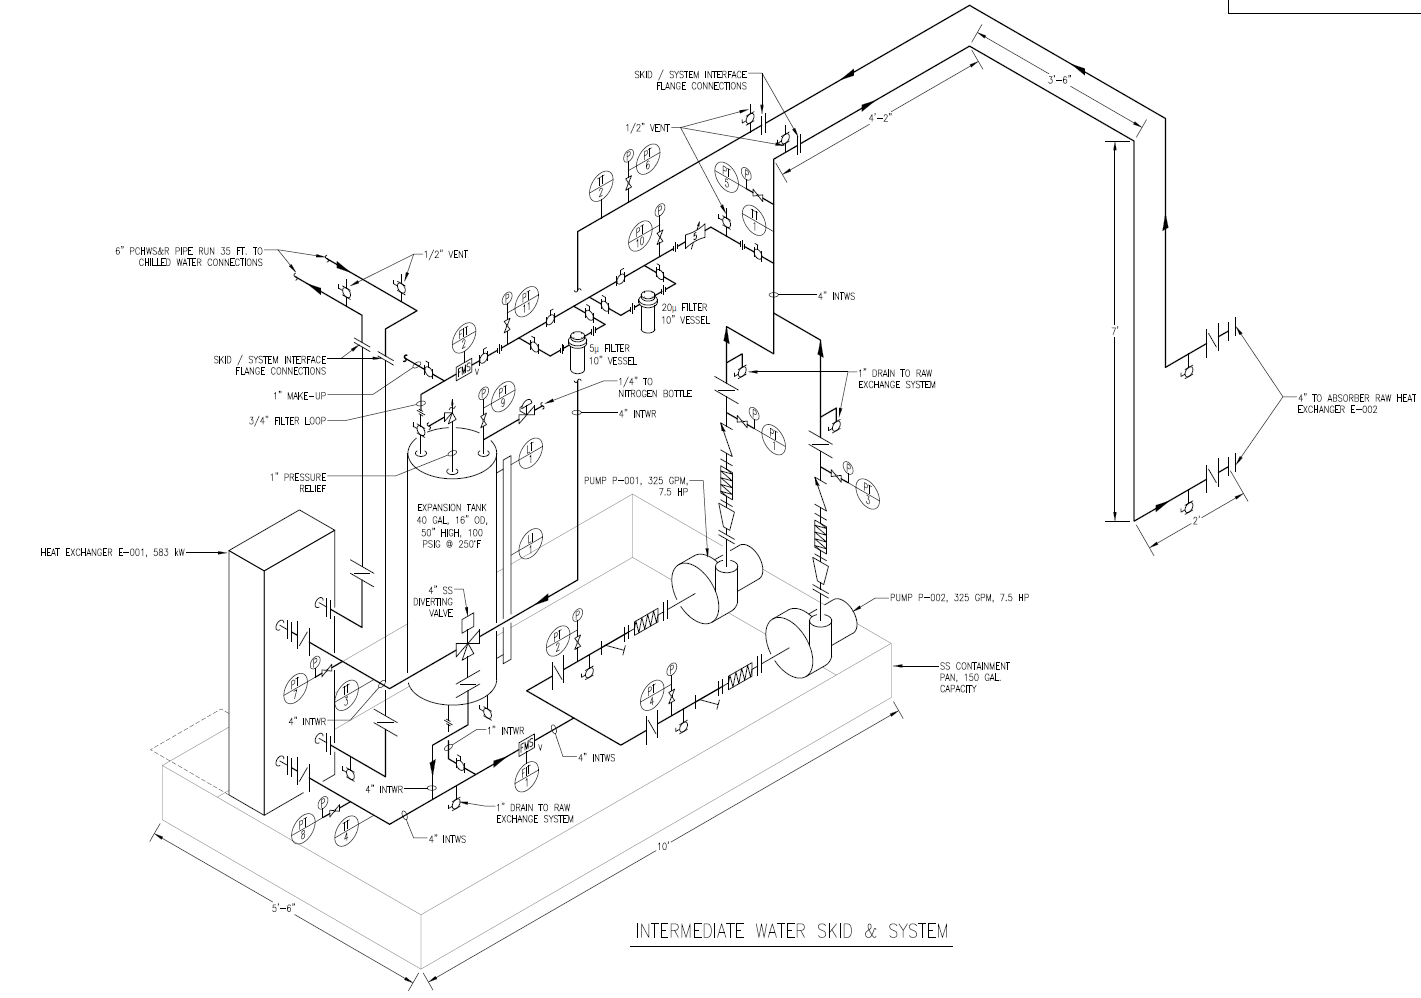 SKID / SYSTEM INTERFACE
FLANGE CONNECTIONS
3'-6"
4'-2"
1/2" VENT
P
PT
6
TT
2
PT
5
P
P
PT
10
TT
1
5
6" PCHWS&R PIPE RUN 35 FT. TO
CHILLED WATER CONNECTIONS
1/2" VENT
4" INTWS
P
PT
11
20µ FILTER
10" VESSEL
7'
FIT
2
5µ FILTER
10" VESSEL
SKID / SYSTEM INTERFACE
FLANGE CONNECTIONS
FMS
V
1" DRAIN TO RAW
EXCHANGE SYSTEM
1" MAKE-UP
P
PT
9
1/4" TO
NITROGEN BOTTLE
4" TO ABSORBER RAW HEAT
EXCHANGER E-002
3/4" FILTER LOOP
4" INTWR
P
PT
1
LT
1
1" PRESSURE
RELIEF
PUMP P-001, 325 GPM,
7.5 HP
P
PT
3
EXPANSION TANK
40 GAL, 16" OD,
50" HIGH, 100
PSIG @ 250°F
2'
LI
1
HEAT EXCHANGER E-001, 583 kW
4" SS
DIVERTING
VALVE
PUMP P-002, 325 GPM, 7.5 HP
P
PT
2
P
PT
7
TT
3
P
PT
4
SS CONTAINMENT
PAN, 150 GAL.
CAPACITY
4" INTWR
1" INTWR
FMS
V
4" INTWS
FIT
1
4" INTWR
1" DRAIN TO RAW
EXCHANGE SYSTEM
P
PT
8
TT
4
4" INTWS
10'
5'-6"
INTERMEDIATE WATER SKID & SYSTEM